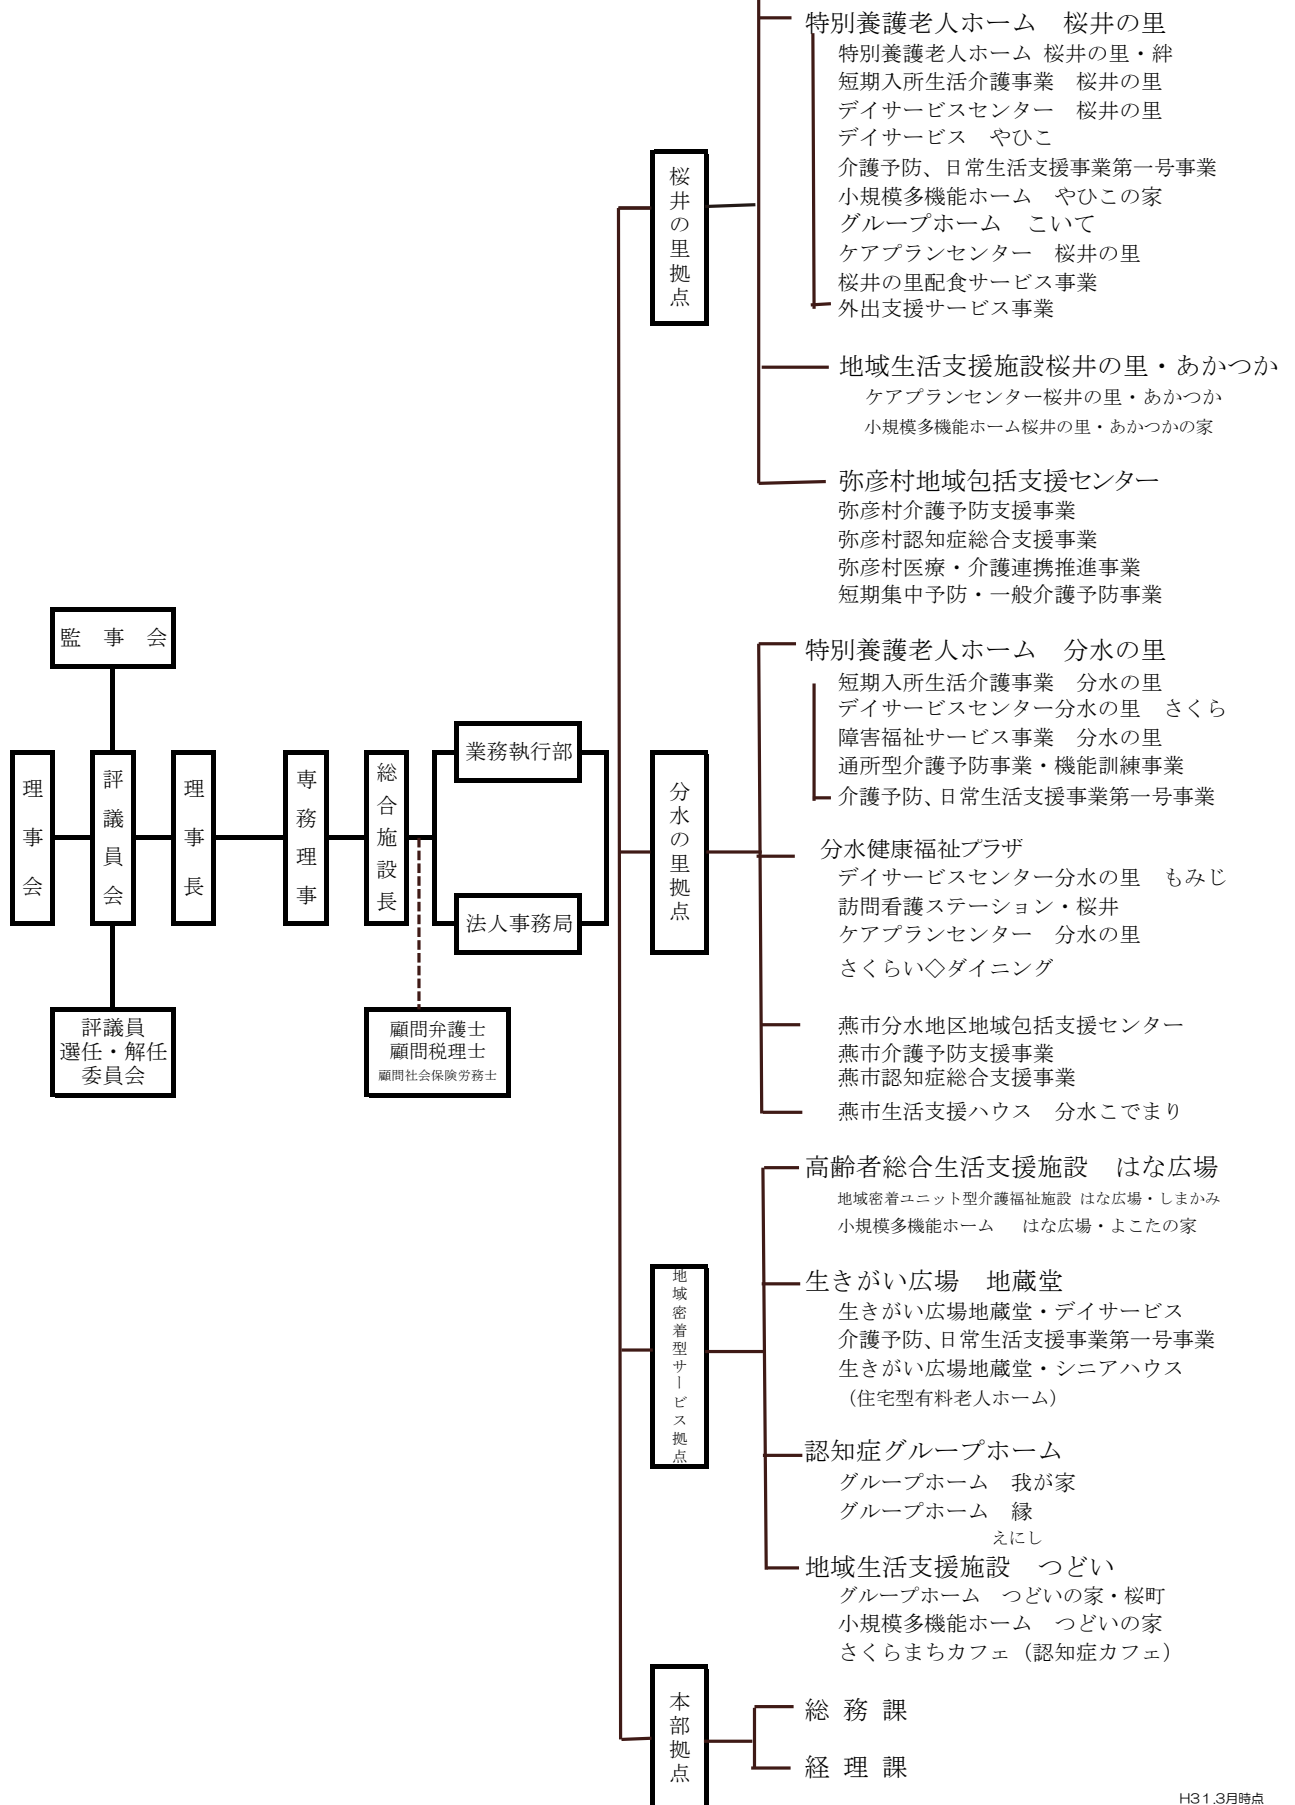 監　事　会
理事会
評議員会
理事長
専務理事
総合施設長
業務執行部
法人事務局
評議員
選任・解任
委員会
顧問弁護士
顧問税理士
顧問社会保険労務士
桜井の里拠点
特別養護老人ホーム　桜井の里
特別養護老人ホーム 桜井の里・絆
短期入所生活介護事業　桜井の里
デイサービスセンター　桜井の里
デイサービス　やひこ
介護予防、日常生活支援事業第一号事業
小規模多機能ホーム　やひこの家
グループホーム　こいて
ケアプランセンター　桜井の里
桜井の里配食サービス事業
外出支援サービス事業
地域生活支援施設桜井の里・あかつか
ケアプランセンター桜井の里・あかつか
小規模多機能ホーム桜井の里・あかつかの家
弥彦村地域包括支援センター
弥彦村介護予防支援事業
弥彦村認知症総合支援事業
弥彦村医療・介護連携推進事業
短期集中予防・一般介護予防事業
分水の里拠点
特別養護老人ホーム　分水の里
短期入所生活介護事業　分水の里
デイサービスセンター分水の里　さくら
障害福祉サービス事業　分水の里
通所型介護予防事業・機能訓練事業
介護予防、日常生活支援事業第一号事業
分水健康福祉プラザ
デイサービスセンター分水の里　もみじ
訪問看護ステーション・桜井
ケアプランセンター　分水の里
さくらい◇ダイニング
燕市分水地区地域包括支援センター
燕市介護予防支援事業
燕市認知症総合支援事業
燕市生活支援ハウス　分水こでまり
地域密着型サービス拠点
高齢者総合生活支援施設　はな広場
地域密着ユニット型介護福祉施設 はな広場・しまかみ
小規模多機能ホーム　はな広場・よこたの家
生きがい広場　地蔵堂
生きがい広場地蔵堂・デイサービス
介護予防、日常生活支援事業第一号事業
生きがい広場地蔵堂・シニアハウス
（住宅型有料老人ホーム）
認知症グループホーム
グループホーム　我が家
グループホーム　縁
えにし
地域生活支援施設　つどい
グループホーム　つどいの家・桜町
小規模多機能ホーム　つどいの家
さくらまちカフェ（認知症カフェ）
本部拠点
総 務 課
経 理 課
H31.3月時点